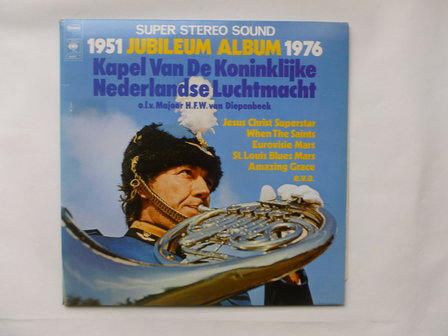 SUPER STEREO SOUND
1951 JUBILEUM ALBUM 1976
Kapel Van De Koninklijke
Nederlandse Luchtmacht
o.l.v. Majoor H.F.W. van Diepenbeek
Jesus Christ Superstar
When The Saints
Eurovisie Mars
St. Louis Blues Mars
Amazing Grace
e.v.a.
CBS